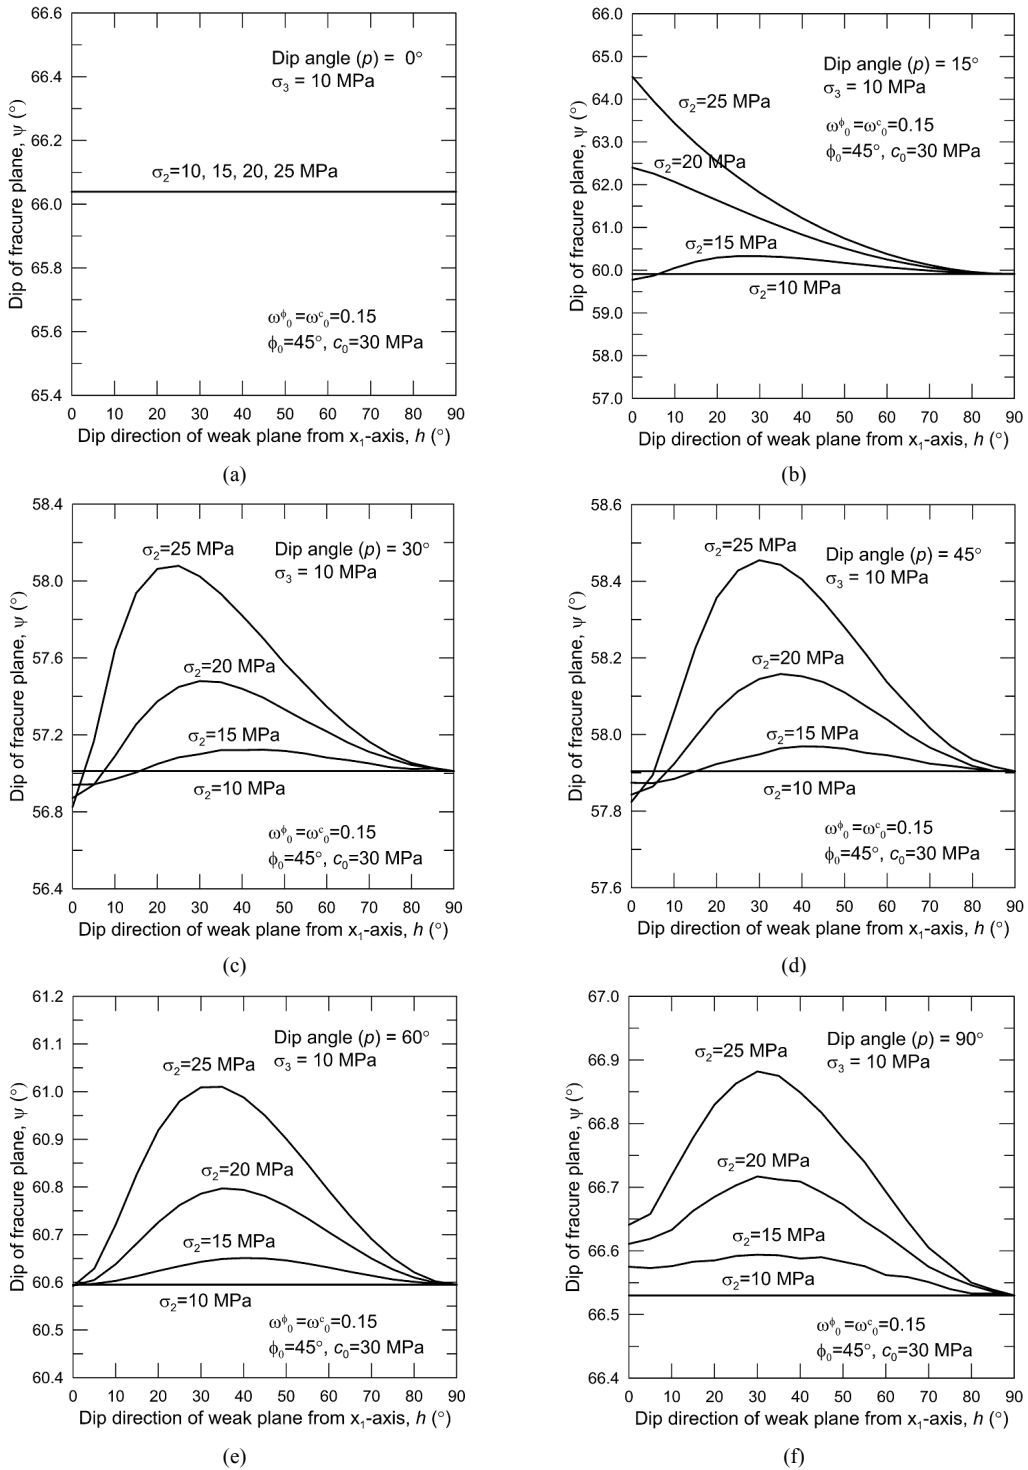 66.6
66.4
66.2
66.0
65.8
65.6
65.4
Dip of fracure plane, ψ (°)
Dip angle (p) = 0°
σ3 = 10 MPa
σ2=10, 15, 20, 25 MPa
ωϕ0=ωc0=0.15
ϕ0=45°, c0=30 MPa
0 10 20 30 40 50 60 70 80 90
Dip direction of weak plane from x1-axis, h (°)
(a)
66.0
65.0
64.0
63.0
62.0
61.0
60.0
59.0
58.0
57.0
Dip of fracure plane, ψ (°)
Dip angle (p) = 15°
σ3 = 10 MPa
ωϕ0=ωc0=0.15
ϕ0=45°, c0=30 MPa
σ2=25 MPa
σ2=20 MPa
σ2=15 MPa
σ2=10 MPa
0 10 20 30 40 50 60 70 80 90
Dip direction of weak plane from x1-axis, h (°)
(b)
58.4
58.0
57.6
57.2
56.8
56.4
Dip of fracure plane, ψ (°)
Dip angle (p) = 30°
σ3 = 10 MPa
σ2=25 MPa
σ2=20 MPa
σ2=15 MPa
σ2=10 MPa
ωϕ0=ωc0=0.15
ϕ0=45°, c0=30 MPa
0 10 20 30 40 50 60 70 80 90
Dip direction of weak plane from x1-axis, h (°)
(c)
58.6
58.4
58.2
58.0
57.8
57.6
Dip of fracure plane, ψ (°)
Dip angle (p) = 45°
σ3 = 10 MPa
σ2=25 MPa
σ2=20 MPa
σ2=15 MPa
σ2=10 MPa
ωϕ0=ωc0=0.15
ϕ0=45°, c0=30 MPa
0 10 20 30 40 50 60 70 80 90
Dip direction of weak plane from x1-axis, h (°)
(d)
61.2
61.1
61.0
60.9
60.8
60.7
60.6
60.5
60.4
Dip of fracure plane, ψ (°)
Dip angle (p) = 60°
σ3 = 10 MPa
σ2=25 MPa
σ2=20 MPa
σ2=15 MPa
σ2=10 MPa
ωϕ0=ωc0=0.15
ϕ0=45°, c0=30 MPa
0 10 20 30 40 50 60 70 80 90
Dip direction of weak plane from x1-axis, h (°)
(e)
67.0
66.9
66.8
66.7
66.6
66.5
66.4
Dip of fracure plane, ψ (°)
Dip angle (p) = 90°
σ3 = 10 MPa
σ2=25 MPa
σ2=20 MPa
σ2=15 MPa
σ2=10 MPa
ωϕ0=ωc0=0.15
ϕ0=45°, c0=30 MPa
0 10 20 30 40 50 60 70 80 90
Dip direction of weak plane from x1-axis, h (°)
(f)